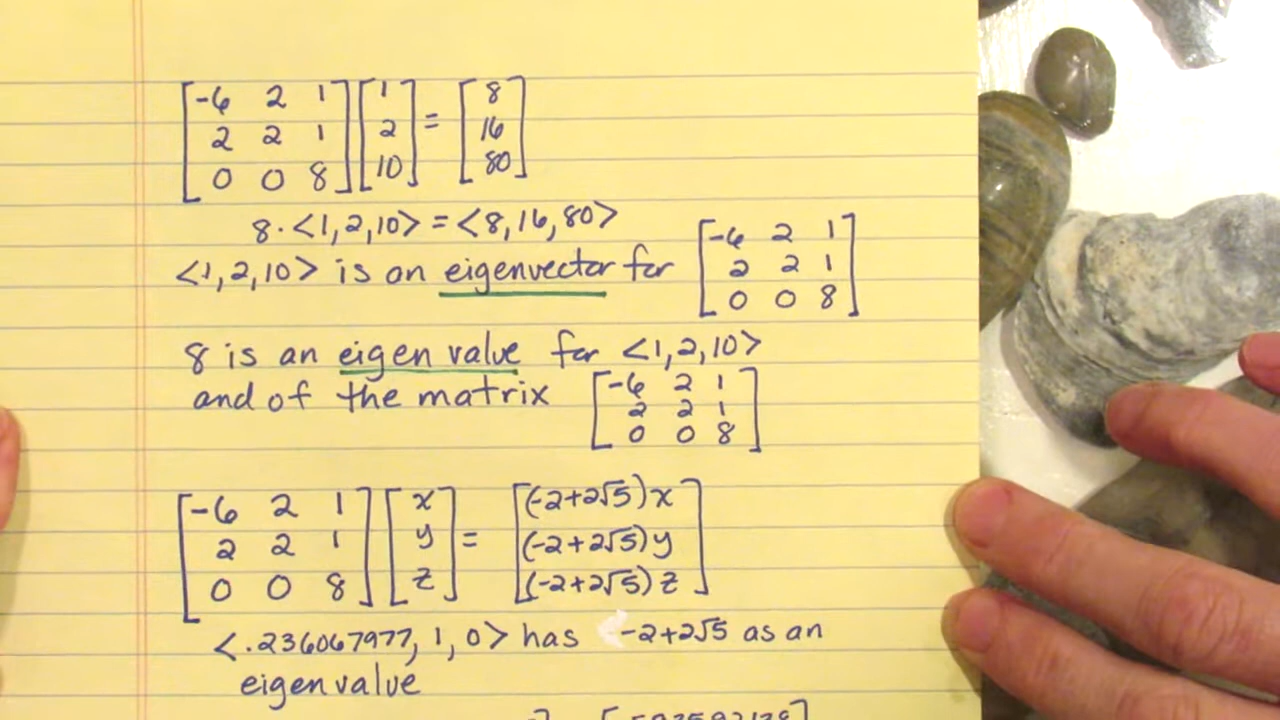 [-6 2 1] [1] = [8]
[2 2 1] [2] [16]
[0 0 8] [10] [80]
8·<1,2,10> = <8,16,80>
<1,2,10> is an eigenvector for
[-6 2 1]
[2 2 1]
[0 0 8]
8 is an eigen value for <1,2,10>
and of the matrix
[-6 2 1]
[2 2 1]
[0 0 8]
[-6 2 1] [x] = [(-2+2√5)x]
[2 2 1] [y] [(-2+2√5)y]
[0 0 8] [z] [(-2+2√5)z]
<.236067977, 1, 0> has -2+2√5 as an
eigenvalue